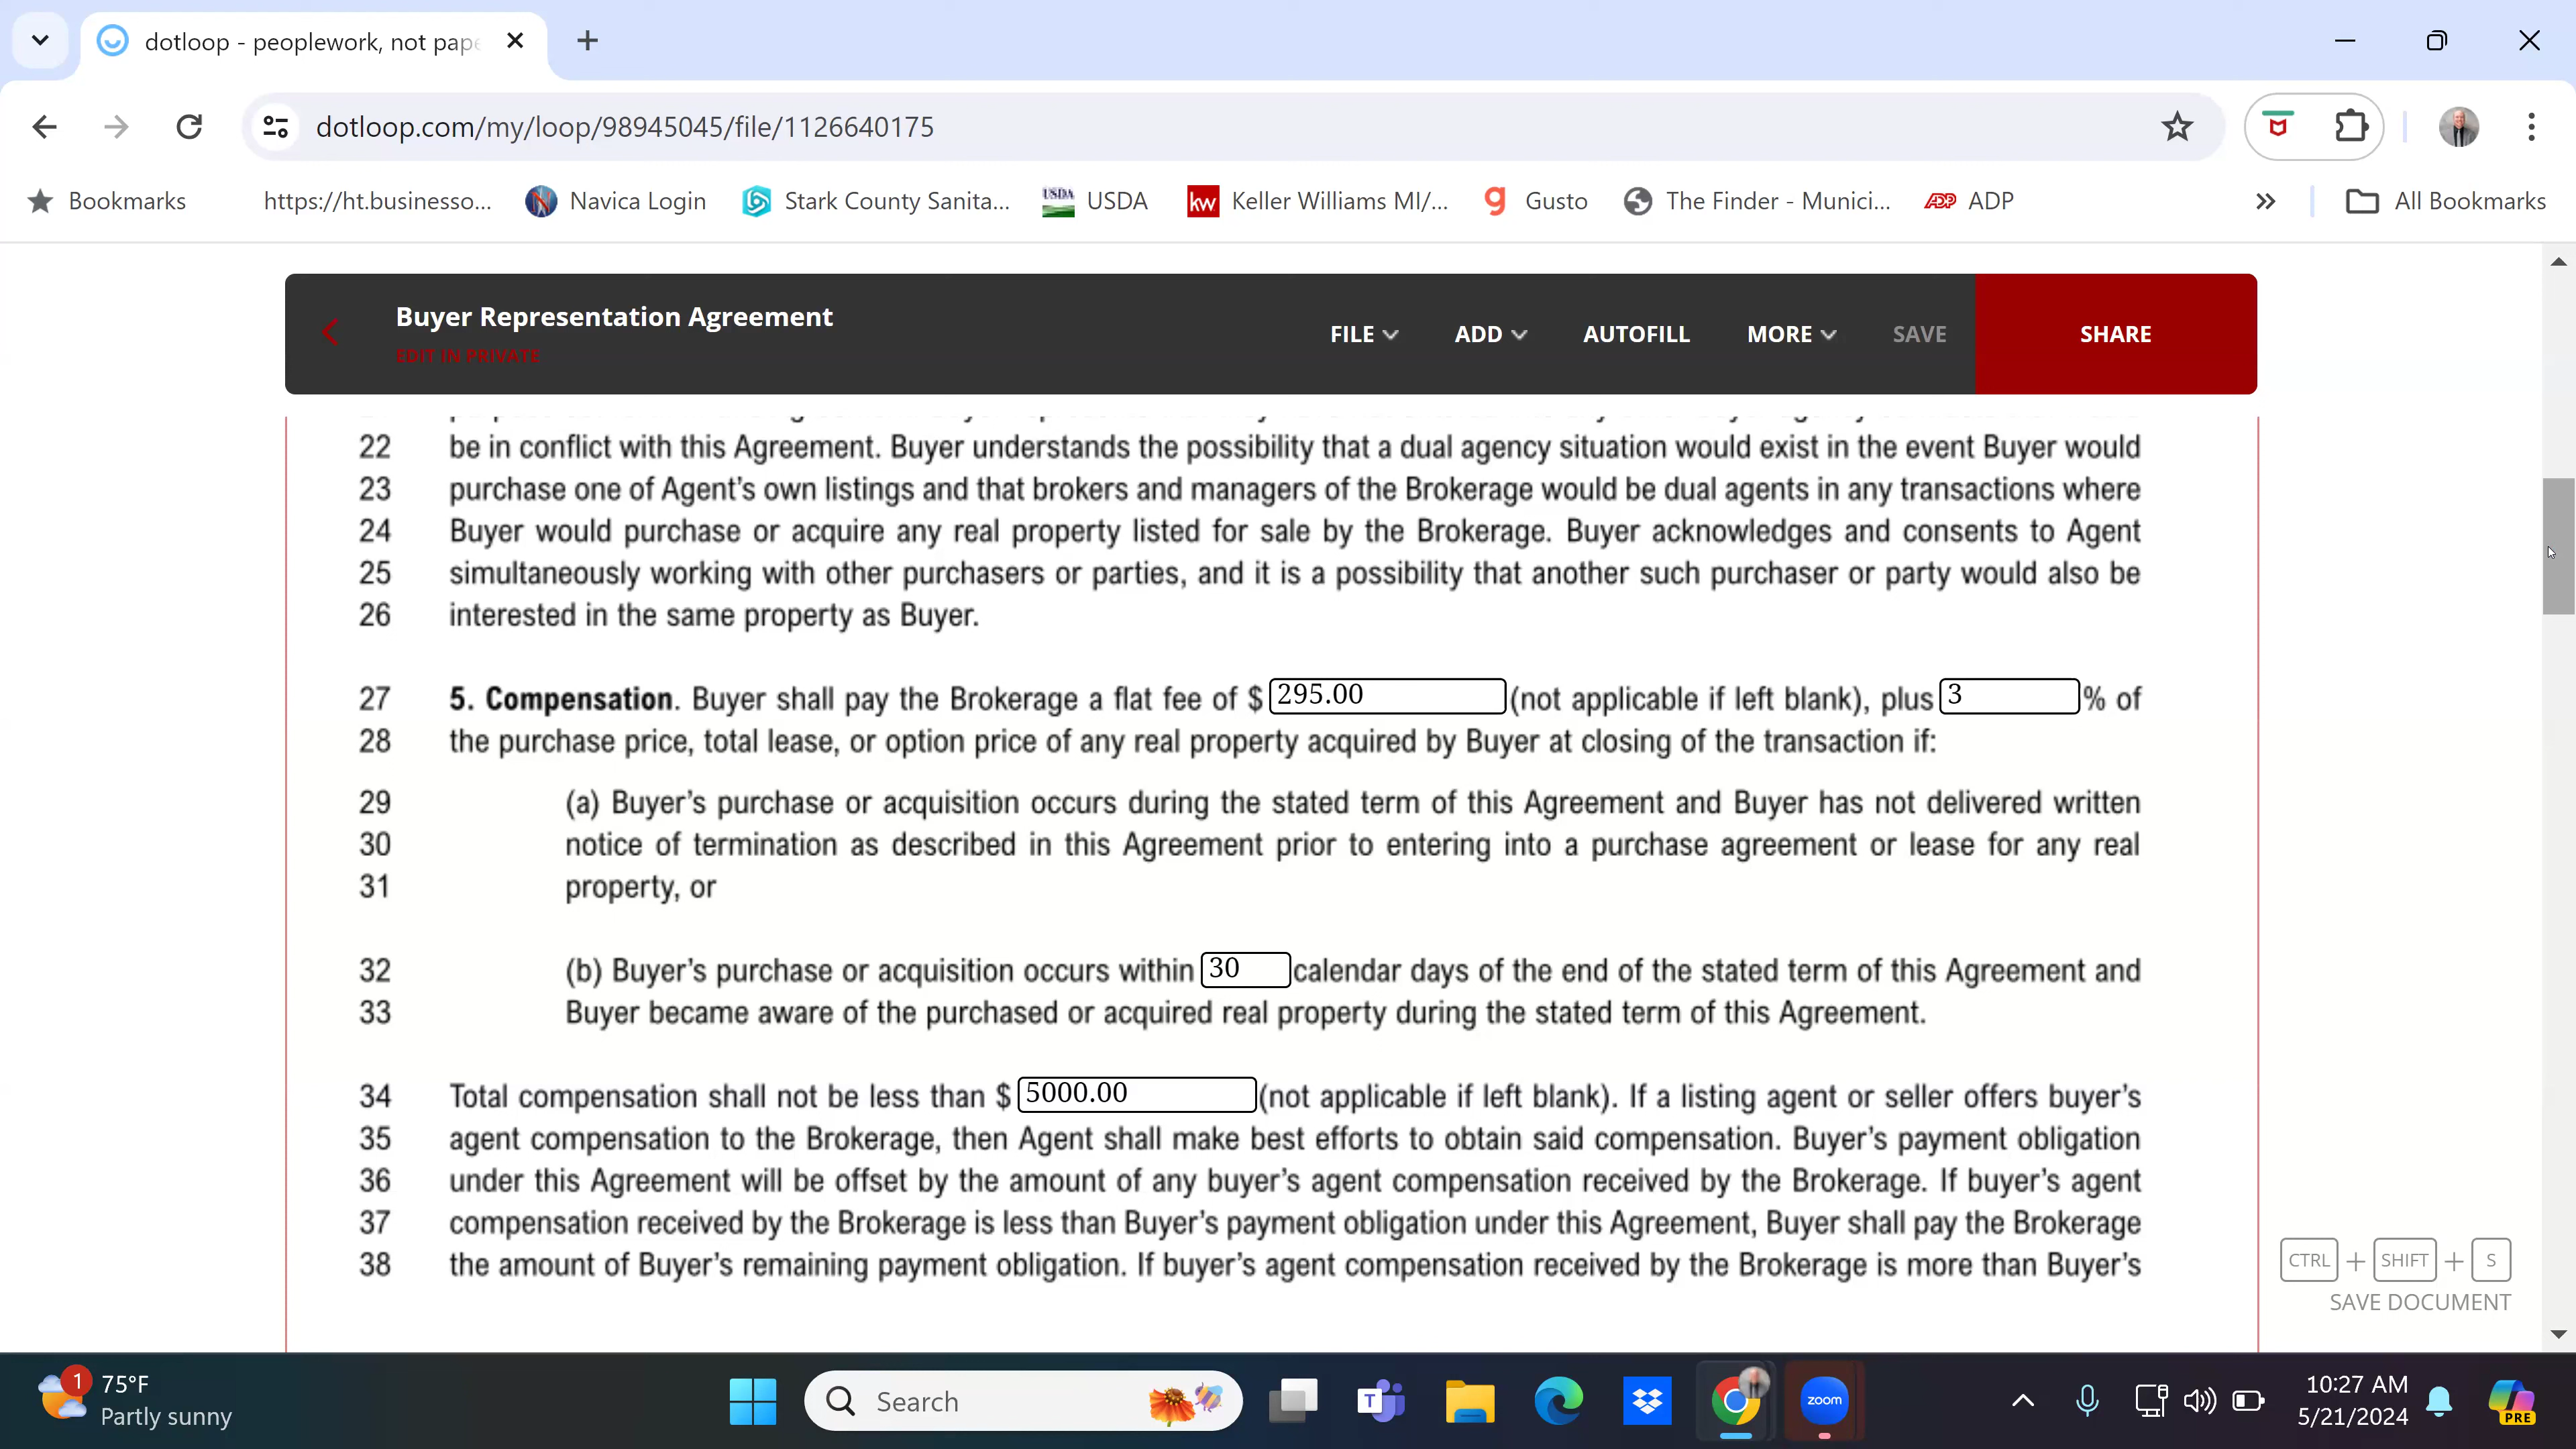 dotloop - peoplework, not pape
dotloop.com/my/loop/98945045/file/1126640175
Bookmarks https://ht.businesso... Navica Login Stark County Sanita... USDA USDA kw Keller Williams MI/... g Gusto The Finder - Munici... ADP ADP » All Bookmarks
Buyer Representation Agreement
EDIT IN PRIVATE
FILE ADD AUTOFILL MORE SAVE SHARE
22 be in conflict with this Agreement. Buyer understands the possibility that a dual agency situation would exist in the event Buyer would
23 purchase one of Agent's own listings and that brokers and managers of the Brokerage would be dual agents in any transactions where
24 Buyer would purchase or acquire any real property listed for sale by the Brokerage. Buyer acknowledges and consents to Agent
25 simultaneously working with other purchasers or parties, and it is a possibility that another such purchaser or party would also be
26 interested in the same property as Buyer.
27 5. Compensation. Buyer shall pay the Brokerage a flat fee of $ 295.00 (not applicable if left blank), plus 3 % of
28 the purchase price, total lease, or option price of any real property acquired by Buyer at closing of the transaction if:
29 (a) Buyer's purchase or acquisition occurs during the stated term of this Agreement and Buyer has not delivered written
30 notice of termination as described in this Agreement prior to entering into a purchase agreement or lease for any real
31 property, or
32 (b) Buyer's purchase or acquisition occurs within 30 calendar days of the end of the stated term of this Agreement and
33 Buyer became aware of the purchased or acquired real property during the stated term of this Agreement.
34 Total compensation shall not be less than $ 5000.00 (not applicable if left blank). If a listing agent or seller offers buyer's
35 agent compensation to the Brokerage, then Agent shall make best efforts to obtain said compensation. Buyer's payment obligation
36 under this Agreement will be offset by the amount of any buyer's agent compensation received by the Brokerage. If buyer's agent
37 compensation received by the Brokerage is less than Buyer's payment obligation under this Agreement, Buyer shall pay the Brokerage
38 the amount of Buyer's remaining payment obligation. If buyer's agent compensation received by the Brokerage is more than Buyer's
CTRL + SHIFT + S
SAVE DOCUMENT
1 75°F
Partly sunny
Search
T
zoom
10:27 AM
5/21/2024
PRE